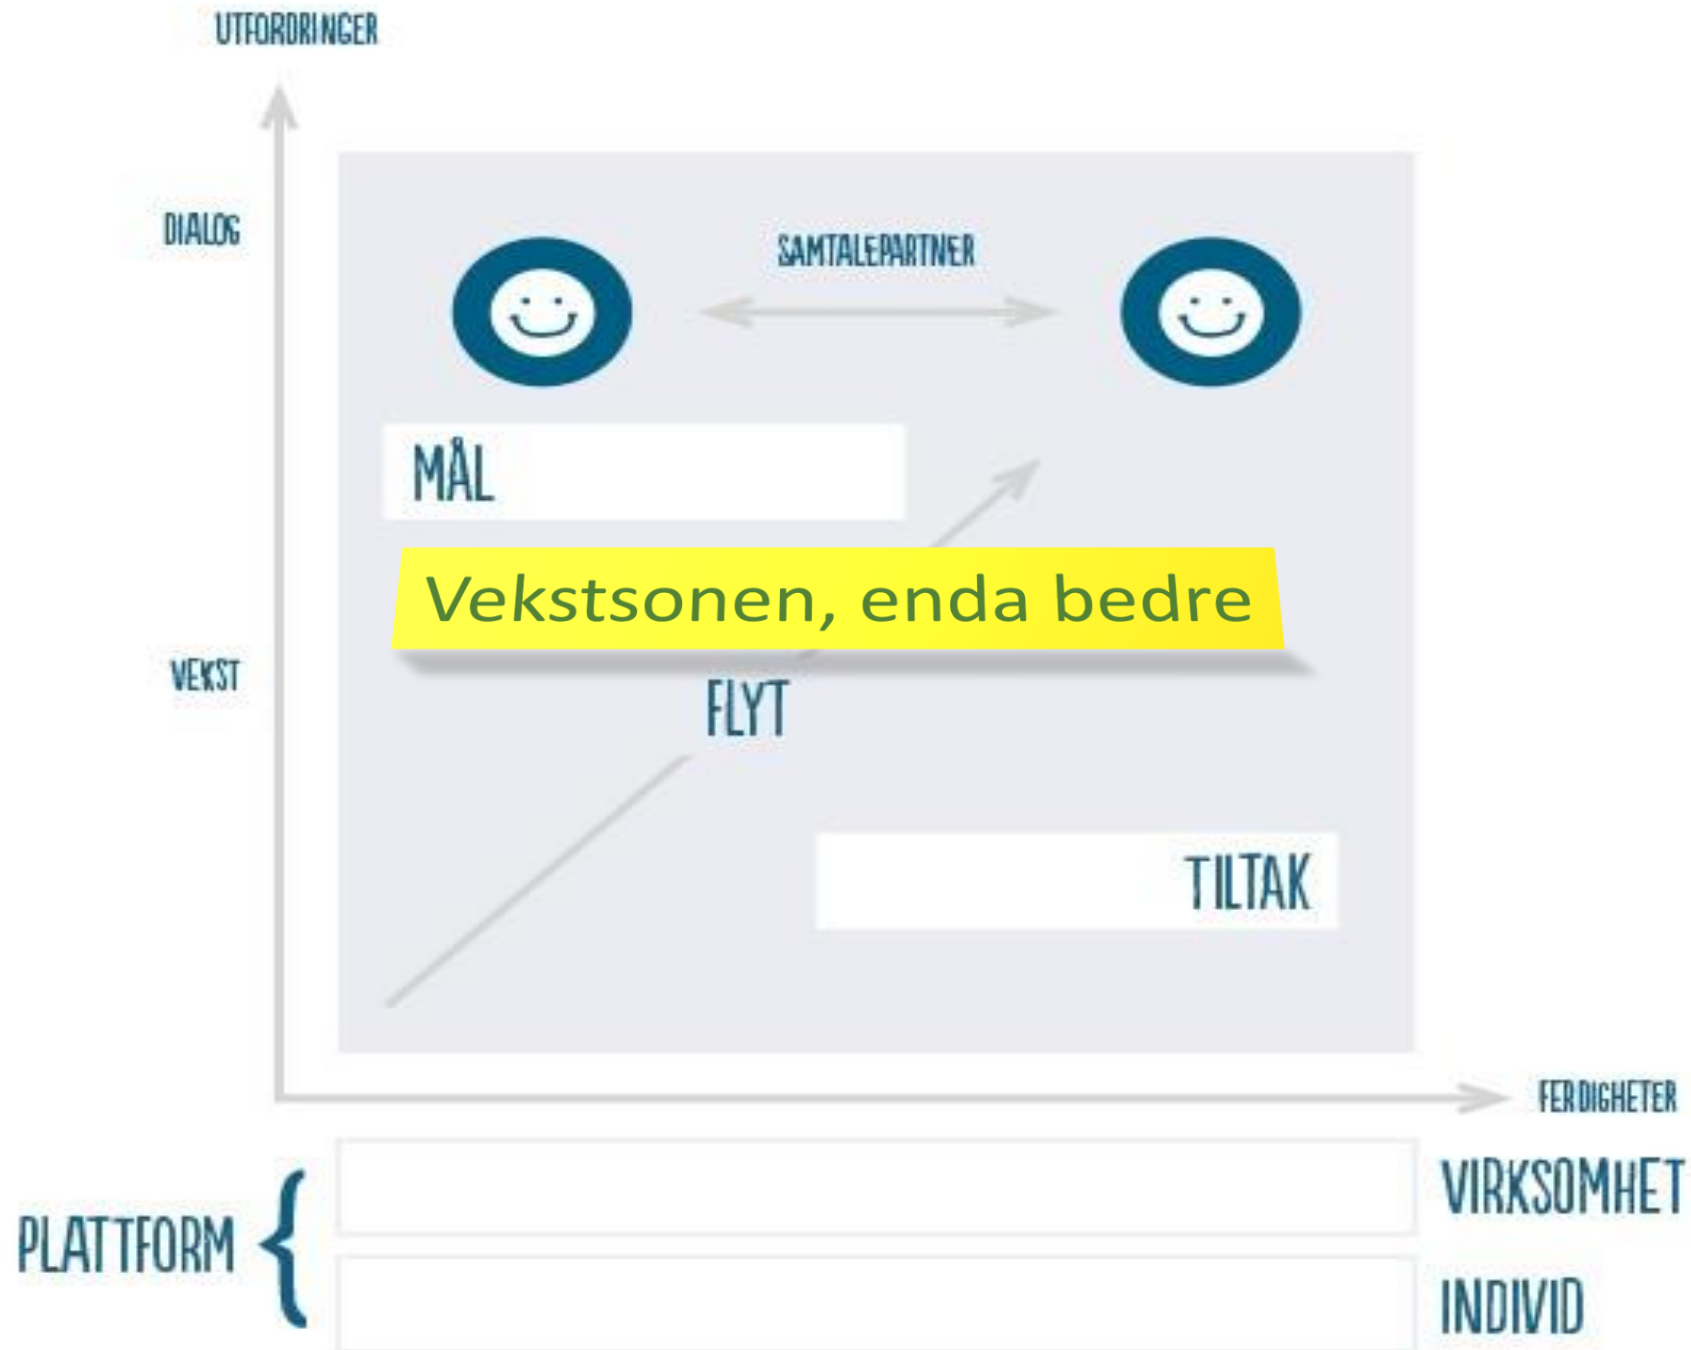 UTFORDRINGER
DIALOG
SAMTALEPARTNER
MÅL
Vekstsonen, enda bedre
VEKST
FLYT
TILTAK
FERDIGHETER
VIRKSOMHET
PLATTFORM
INDIVID